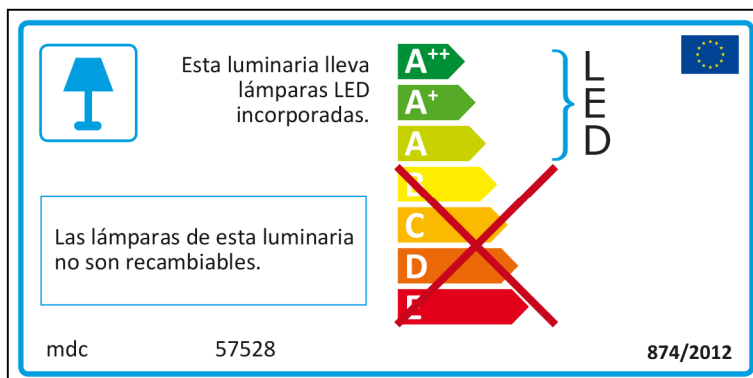 Esta luminaria lleva
lámparas LED
incorporadas.
A++
A+
A
B
C
D
E
L
E
D
Las lámparas de esta luminaria
no son recambiables.
mdc 57528
874/2012